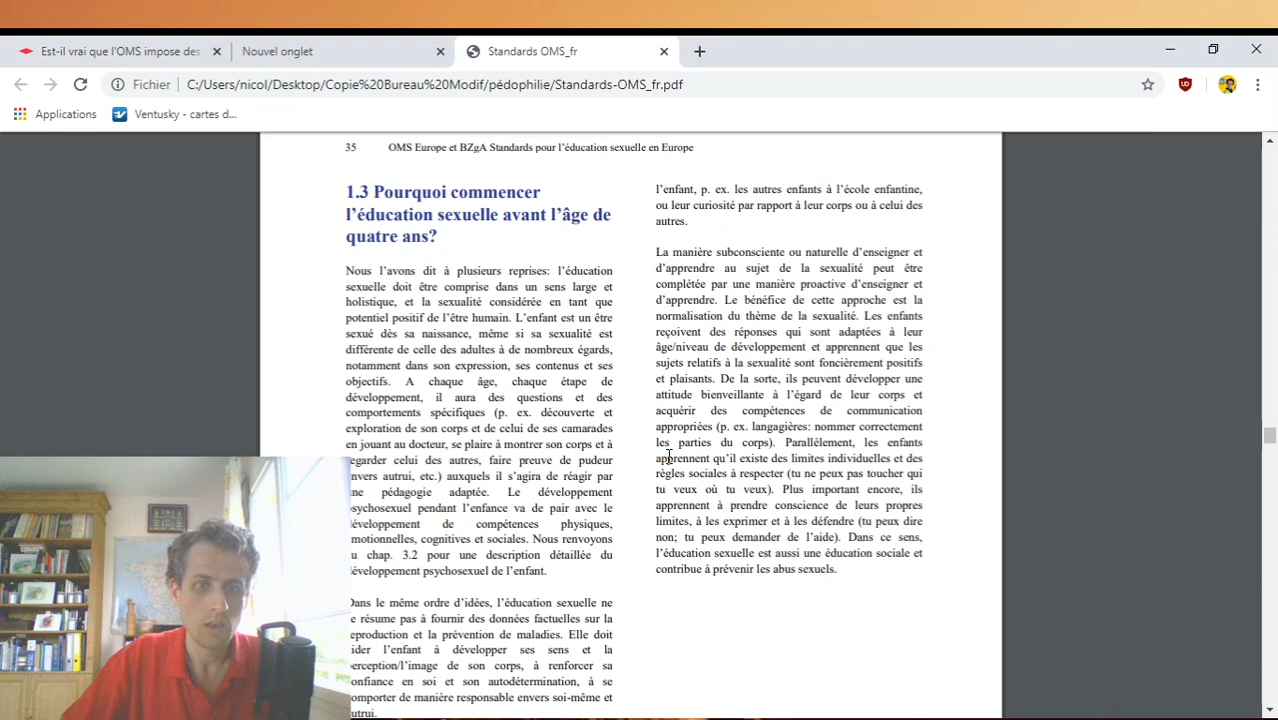 Est-il vrai que l'OMS impose des
Nouvel onglet
Standards OMS_fr
Fichier
C:/Users/nicol/Desktop/Copie%20Bureau%20Modif/pédophilie/Standards-OMS_fr.pdf
Applications
Ventusky - cartes d...
35 OMS Europe et BZgA Standards pour l'éducation sexuelle en Europe
1.3 Pourquoi commencer
l'éducation sexuelle avant l'âge de
quatre ans?
Nous l'avons dit à plusieurs reprises: l'éducation
sexuelle doit être comprise dans un sens large et
holistique, et la sexualité considérée en tant que
potentiel positif de l'être humain. L'enfant est un être
sexué dès sa naissance, même si sa sexualité est
différente de celle des adultes à de nombreux égards,
notamment dans son expression, ses contenus et ses
objectifs. A chaque âge, chaque étape de
développement, il aura des questions et des
comportements spécifiques (p. ex. découverte et
exploration de son corps et de celui de ses camarades
en jouant au docteur, se plaire à montrer son corps et à
regarder celui des autres, faire preuve de pudeur
envers autrui, etc.) auxquels il s'agira de réagir par
une pédagogie adaptée. Le développement
psychosexuel pendant l'enfance va de pair avec le
développement de compétences physiques,
émotionnelles, cognitives et sociales. Nous renvoyons
au chap. 3.2 pour une description détaillée du
développement psychosexuel de l'enfant.
Dans le même ordre d'idées, l'éducation sexuelle ne
se résume pas à fournir des données factuelles sur la
reproduction et la prévention de maladies. Elle doit
aider l'enfant à développer ses sens et la
perception/l'image de son corps, à renforcer sa
confiance en soi et son autodétermination, à se
comporter de manière responsable envers soi-même et
autrui.
l'enfant, p. ex. les autres enfants à l'école enfantine,
ou leur curiosité par rapport à leur corps ou à celui des
autres.
La manière subconsciente ou naturelle d'enseigner et
d'apprendre au sujet de la sexualité peut être
complétée par une manière proactive d'enseigner et
d'apprendre. Le bénéfice de cette approche est la
normalisation du thème de la sexualité. Les enfants
reçoivent des réponses qui sont adaptées à leur
âge/niveau de développement et apprennent que les
sujets relatifs à la sexualité sont foncièrement positifs
et plaisants. De la sorte, ils peuvent développer une
attitude bienveillante à l'égard de leur corps et
acquérir des compétences de communication
appropriées (p. ex. langagières: nommer correctement
les parties du corps). Parallèlement, les enfants
apprennent qu'il existe des limites individuelles et des
règles sociales à respecter (tu ne peux pas toucher qui
tu veux où tu veux). Plus important encore, ils
apprennent à prendre conscience de leurs propres
limites, à les exprimer et à les défendre (tu peux dire
non; tu peux demander de l'aide). Dans ce sens,
l'éducation sexuelle est aussi une éducation sociale et
contribue à prévenir les abus sexuels.